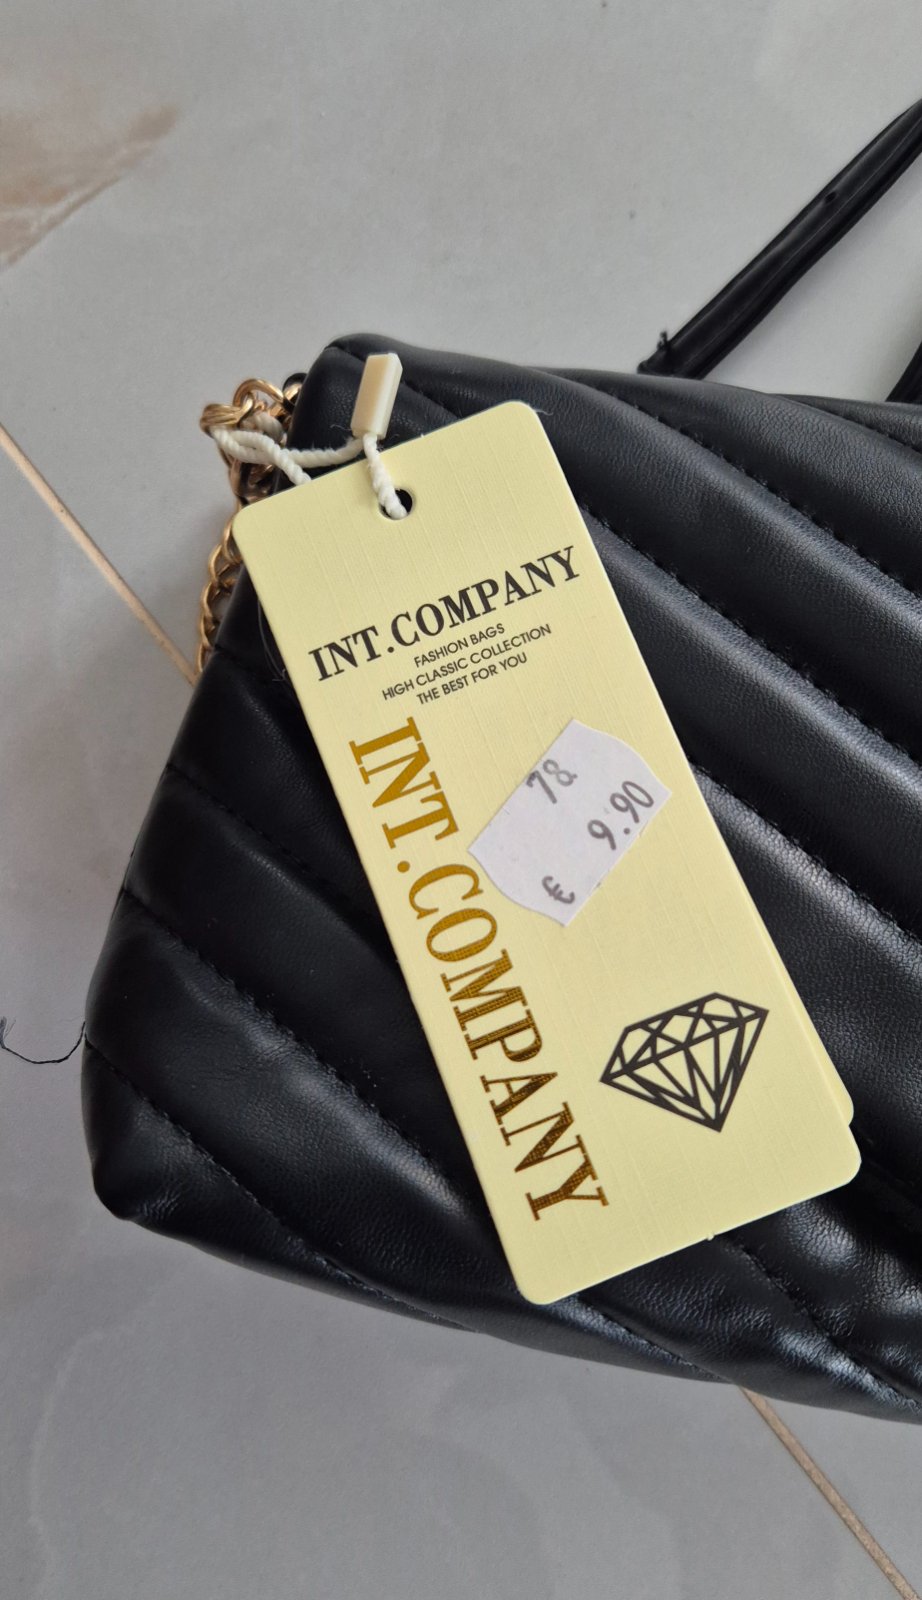 INT.COMPANY
FASHION BAGS
HIGH CLASSIC COLLECTION
THE BEST FOR YOU
INT.COMPANY
78
€ 9.90